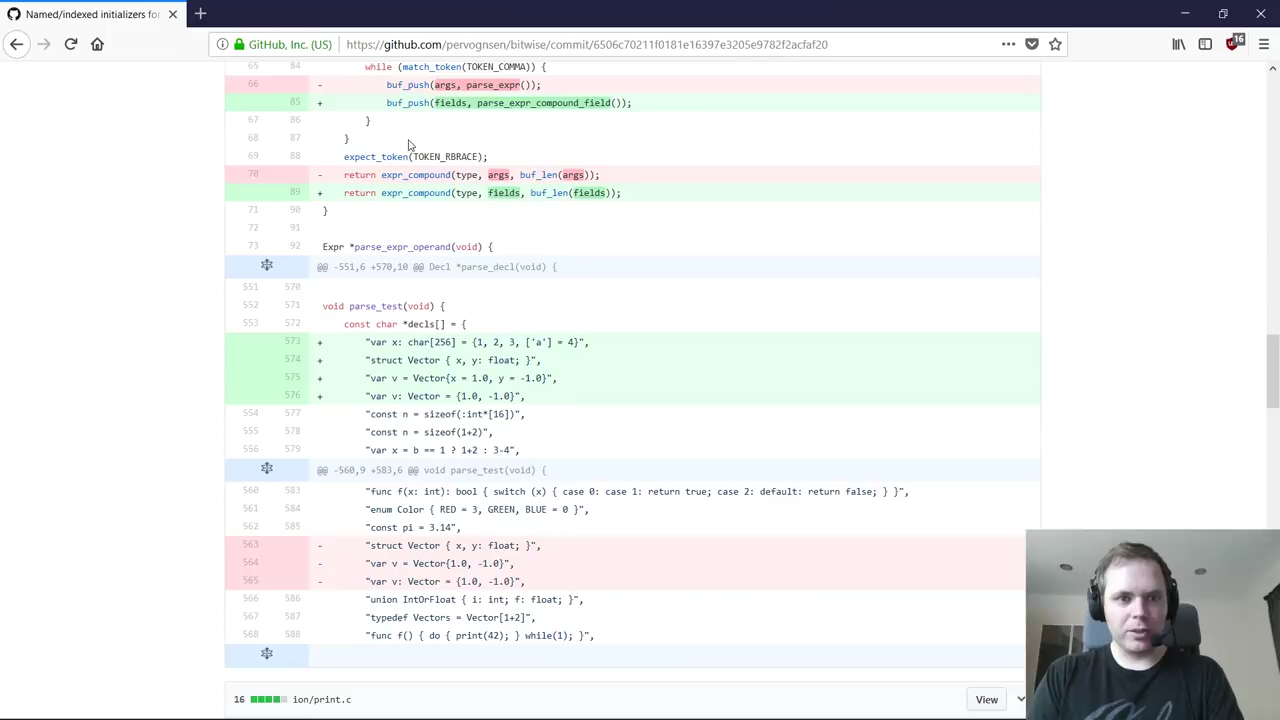 Named/indexed initializers fo
GitHub, Inc. (US) https://github.com/pervognsen/bitwise/commit/6506c70211f0181e16397e3205e9782f2acfaf20
16
65 84 while (match_token(TOKEN_COMMA)) {
66 - buf_push(args, parse_expr());
85 + buf_push(fields, parse_expr_compound_field());
67 86 }
68 87 }
69 88 expect_token(TOKEN_RBRACE);
70 - return expr_compound(type, args, buf_len(args));
89 + return expr_compound(type, fields, buf_len(fields));
71 90 }
72 91
73 92 Expr *parse_expr_operand(void) {
@@ -551,6 +570,10 @@ Decl *parse_decl(void) {
551 570
552 571 void parse_test(void) {
553 572 const char *decls[] = {
573 + "var x: char[256] = {1, 2, 3, ['a'] = 4}",
574 + "struct Vector { x, y: float; }",
575 + "var v = Vector{x = 1.0, y = -1.0}",
576 + "var v: Vector = {1.0, -1.0}",
554 577 "const n = sizeof(:int*[16])",
555 578 "const n = sizeof(1+2)",
556 579 "var x = b == 1 ? 1+2 : 3-4",
@@ -560,9 +583,6 @@ void parse_test(void) {
560 583 "func f(x: int): bool { switch (x) { case 0: case 1: return true; case 2: default: return false; } }",
561 584 "enum Color { RED = 3, GREEN, BLUE = 0 }",
562 585 "const pi = 3.14",
563 - "struct Vector { x, y: float; }",
564 - "var v = Vector{1.0, -1.0}",
565 - "var v: Vector = {1.0, -1.0}",
566 586 "union IntOrFloat { i: int; f: float; }",
567 587 "typedef Vectors = Vector[1+2]",
568 588 "func f() { do { print(42); } while(1); }",
16 ion/print.c View